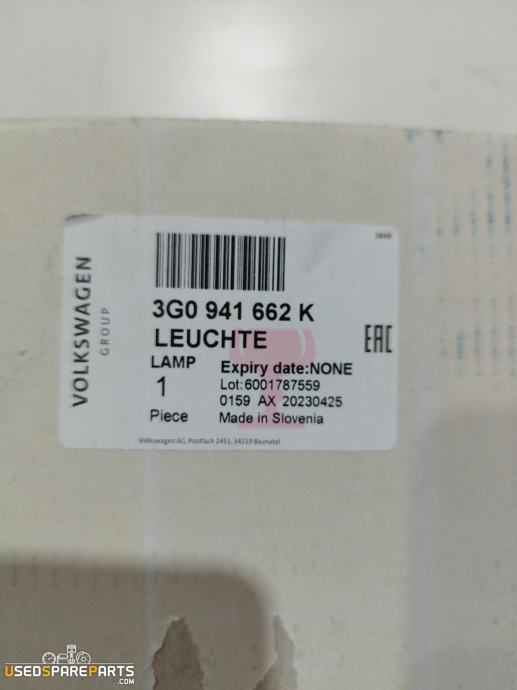 3849
VOLKSWAGEN
GROUP
3G0 941 662 K
LEUCHTE
LAMP
Expiry date:NONE
1
Lot:6001787559
0159 AX 20230425
Piece
Made in Slovenia
EAC
Volkswagen AG, Postfach 1451, 34219 Baunatal
USEDSPAREPARTS
.COM